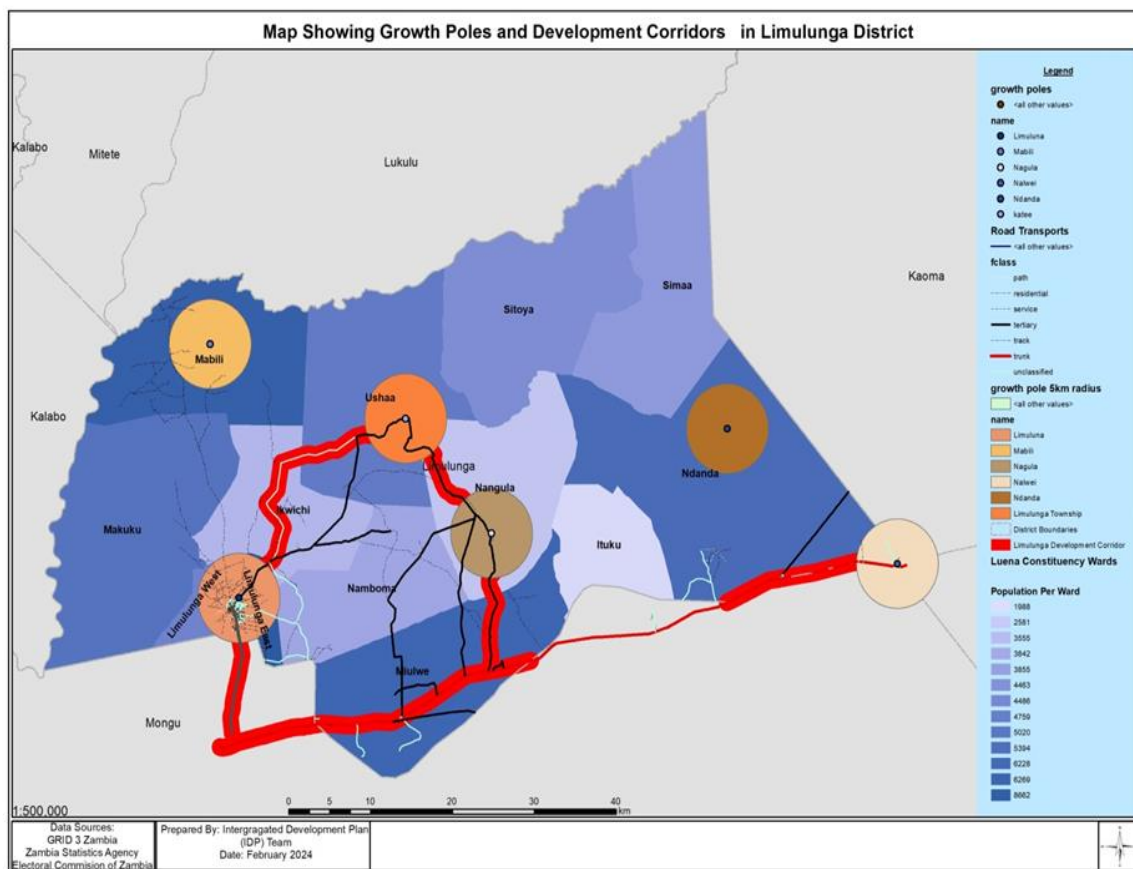 Map Showing Growth Poles and Development Corridors in Limulunga District
Kalabo
Mitete
Lukulu
Kaoma
Simaa
Sitoya
Mabili
Kalabo
Ushaa
Limulunga
Ndanda
Nangula
Makuku
Ikwichi
Ituku
Namboma
Limulunga West
Limulunga East
Miulwe
Mongu
1:500,000
0 5 10 20 30 40
km
Legend
growth poles
<all other values>
name
Limuluna
Mabili
Nagula
Nalwei
Ndanda
katee
Road Transports
<all other values>
fclass
path
residential
service
tertiary
track
trunk
unclassified
growth pole 5km radius
<all other values>
name
Limuluna
Mabili
Nagula
Nalwei
Ndanda
Limulunga Township
District Boundaries
Limulunga Development Corridor
Luena Constituency Wards
Population Per Ward
1988
2581
3555
3842
3855
4463
4486
4759
5020
5394
6228
6269
8662
Data Sources:
GRID 3 Zambia
Zambia Statistics Agency
Electoral Commision of Zambia
Prepared By: Intergragated Development Plan
(IDP) Team
Date: February 2024